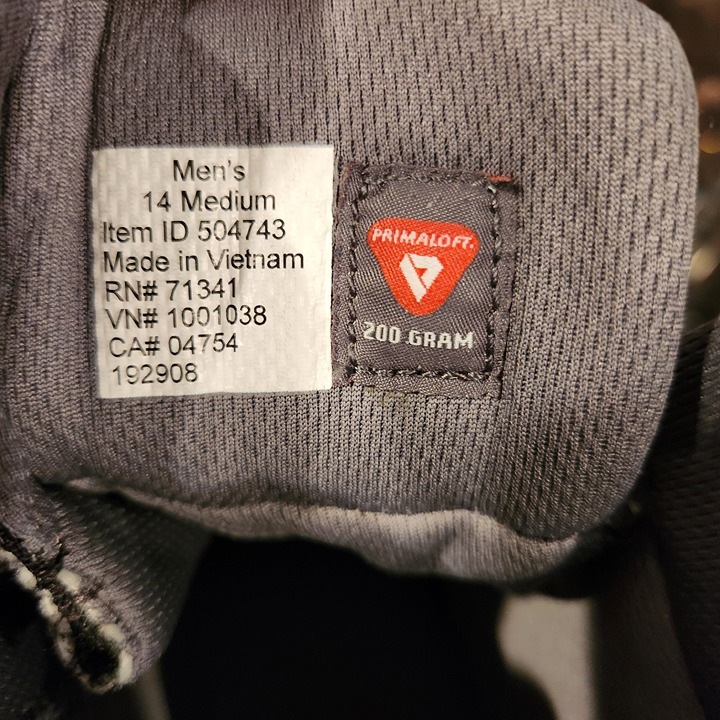 Men's
14 Medium
Item ID 504743
Made in Vietnam
RN# 71341
VN# 1001038
CA# 04754
192908
PRIMALOFT.
200 GRAM